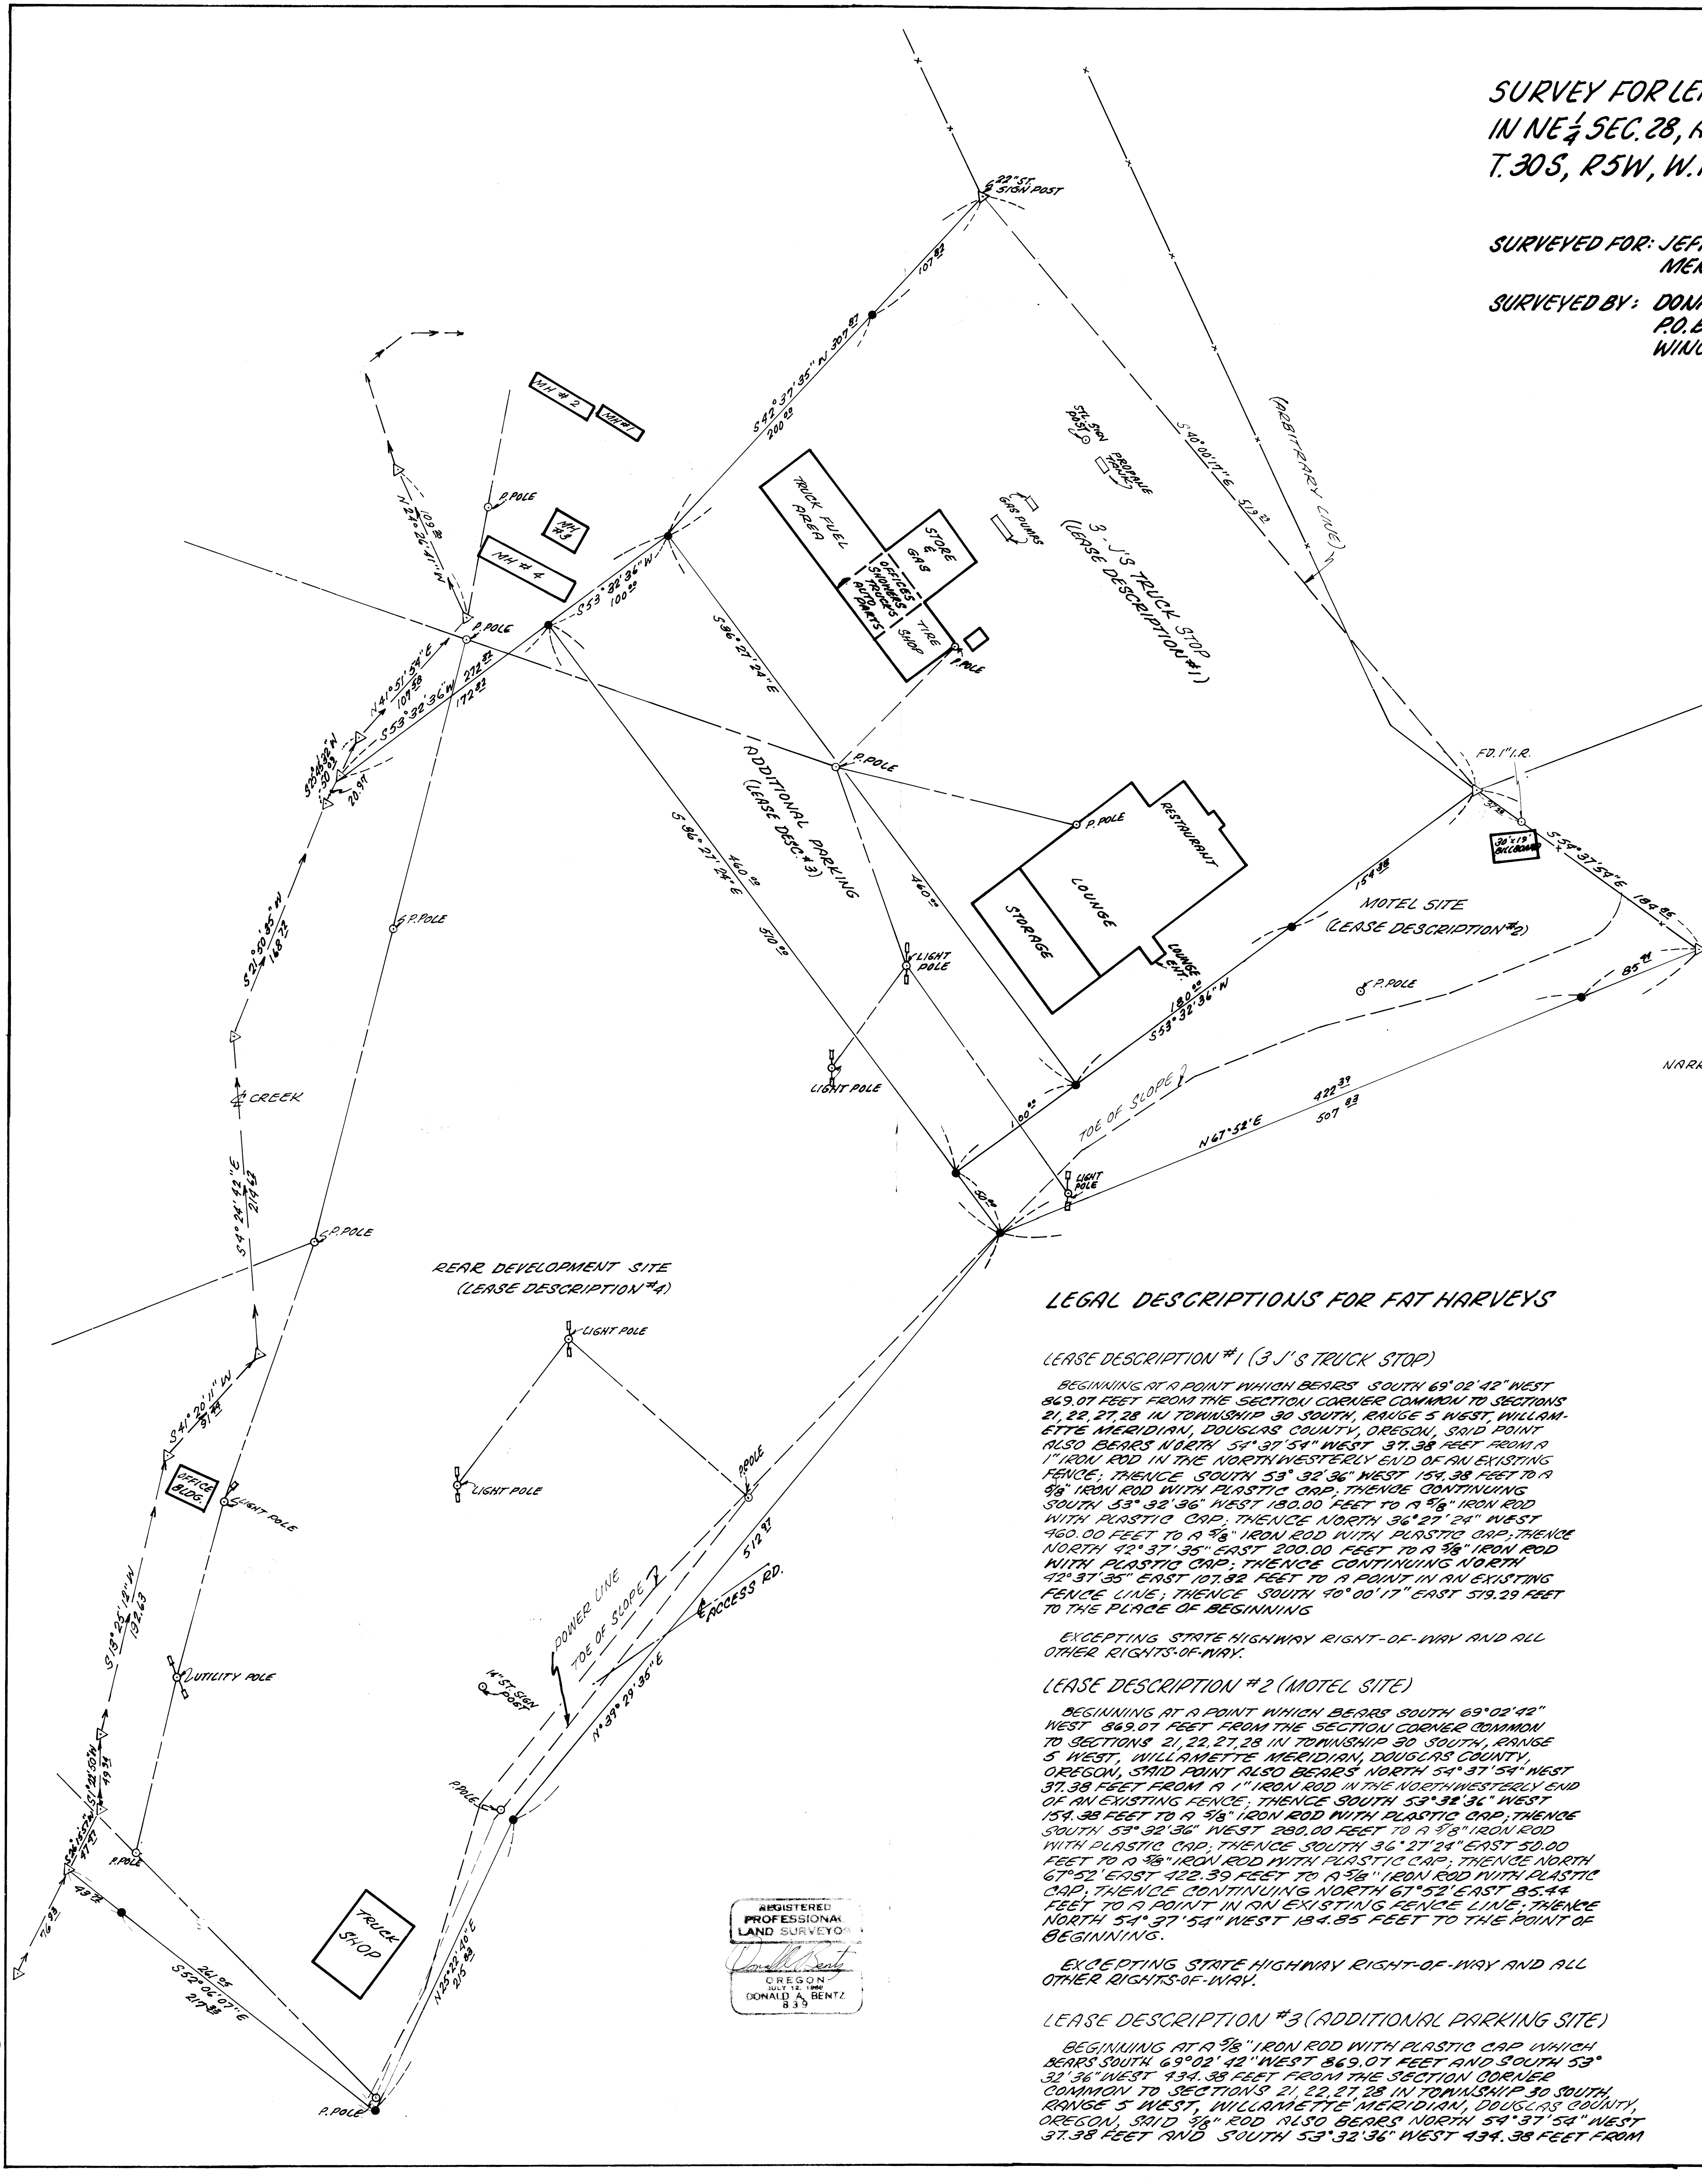 SURVEY FOR LEA
IN NE 1/4 SEC. 28, A
T. 30S, R5W, W.
SURVEYED FOR: JEF
MEN
SURVEYED BY: DON
P.O.
WIN
22" ST.
SIGN POST
107.82
S 42° 37' 35" W 307.87
200.00
MH #2
MH #1
P. POLE
MH
#3
MH #4
109.20
N 24° 26' 41" W
P. POLE
S 53° 32' 36" W
100.00
N 41° 51' 54" E
107.58
S 53° 32' 36" W 272.82
172.82
20.97
TRUCK FUEL
AREA
STORE
&
GAS
OFFICES
SHOWERS
TRUCKS
AUTO
PARTS
TIRE
SHOP
P. POLE
STL. SIGN
POST
PROPANE
TANK
GAS PUMPS
3 - J'S TRUCK STOP
(LEASE DESCRIPTION #1)
S 40° 00' 17" E 519.29
(ARBITRARY LINE)
S 36° 27' 24" E
460.00
P. POLE
ADDITIONAL PARKING
(LEASE DESC. #3)
460.00
S 36° 27' 24" E
510.00
P. POLE
RESTAURANT
LOUNGE
STORAGE
LOUNGE
ENT.
FD. 1" I.R.
BILLBOARD
S 54° 37' 54" E 184.85
154.38
MOTEL SITE
(LEASE DESCRIPTION #2)
85.44
P. POLE
180.00
S 53° 32' 36" W
NARR
LIGHT
POLE
LIGHT POLE
P. POLE
S 21° 50' 35" W
168.72
CREEK
TOE OF SLOPE
100.00
N 67° 52' E
422.39
507.83
50.00
LIGHT
POLE
S 4° 24' 42" E
P. POLE
REAR DEVELOPMENT SITE
(LEASE DESCRIPTION #4)
LIGHT POLE
S 41° 20' 11" W
OFFICE
BLDG.
LIGHT POLE
LIGHT POLE
P. POLE
512.97
ACCESS RD.
POWER LINE
TOE OF SLOPE
N 39° 29' 35" E
14" ST. SIGN
POST
S 13° 25' 12" W
132.63
UTILITY POLE
P. POLE
P. POLE
TRUCK
SHOP
S 52° 06' 07" E
N 25° 22' 40" E
P. POLE
REGISTERED
PROFESSIONAL
LAND SURVEYOR
Donald A. Bentz
OREGON
JULY 12, 1968
DONALD A. BENTZ
839
LEGAL DESCRIPTIONS FOR FAT HARVEYS
LEASE DESCRIPTION #1 (3 J'S TRUCK STOP)
BEGINNING AT A POINT WHICH BEARS SOUTH 69°02'42" WEST
869.07 FEET FROM THE SECTION CORNER COMMON TO SECTIONS
21, 22, 27, 28 IN TOWNSHIP 30 SOUTH, RANGE 5 WEST, WILLAM-
ETTE MERIDIAN, DOUGLAS COUNTY, OREGON, SAID POINT
ALSO BEARS NORTH 54°37'54" WEST 37.38 FEET FROM A
1" IRON ROD IN THE NORTHWESTERLY END OF AN EXISTING
FENCE; THENCE SOUTH 53°32'36" WEST 154.38 FEET TO A
5/8" IRON ROD WITH PLASTIC CAP; THENCE CONTINUING
SOUTH 53°32'36" WEST 180.00 FEET TO A 5/8" IRON ROD
WITH PLASTIC CAP; THENCE NORTH 36°27'24" WEST
460.00 FEET TO A 5/8" IRON ROD WITH PLASTIC CAP; THENCE
NORTH 42°37'35" EAST 200.00 FEET TO A 5/8" IRON ROD
WITH PLASTIC CAP; THENCE CONTINUING NORTH
42°37'35" EAST 107.82 FEET TO A POINT IN AN EXISTING
FENCE LINE; THENCE SOUTH 40°00'17" EAST 519.29 FEET
TO THE PLACE OF BEGINNING
EXCEPTING STATE HIGHWAY RIGHT-OF-WAY AND ALL
OTHER RIGHTS-OF-WAY.
LEASE DESCRIPTION #2 (MOTEL SITE)
BEGINNING AT A POINT WHICH BEARS SOUTH 69°02'42"
WEST 869.07 FEET FROM THE SECTION CORNER COMMON
TO SECTIONS 21, 22, 27, 28 IN TOWNSHIP 30 SOUTH, RANGE
5 WEST, WILLAMETTE MERIDIAN, DOUGLAS COUNTY,
OREGON, SAID POINT ALSO BEARS NORTH 54°37'54" WEST
37.38 FEET FROM A 1" IRON ROD IN THE NORTHWESTERLY END
OF AN EXISTING FENCE; THENCE SOUTH 53°32'36" WEST
154.38 FEET TO A 5/8" IRON ROD WITH PLASTIC CAP; THENCE
SOUTH 53°32'36" WEST 280.00 FEET TO A 5/8" IRON ROD
WITH PLASTIC CAP; THENCE SOUTH 36°27'24" EAST 50.00
FEET TO A 5/8" IRON ROD WITH PLASTIC CAP; THENCE NORTH
67°52' EAST 422.39 FEET TO A 5/8" IRON ROD WITH PLASTIC
CAP; THENCE CONTINUING NORTH 67°52' EAST 85.44
FEET TO A POINT IN AN EXISTING FENCE LINE; THENCE
NORTH 54°37'54" WEST 184.85 FEET TO THE POINT OF
BEGINNING.
EXCEPTING STATE HIGHWAY RIGHT-OF-WAY AND ALL
OTHER RIGHTS-OF-WAY.
LEASE DESCRIPTION #3 (ADDITIONAL PARKING SITE)
BEGINNING AT A 5/8" IRON ROD WITH PLASTIC CAP WHICH
BEARS SOUTH 69°02'42" WEST 869.07 FEET AND SOUTH 53°
32'36" WEST 434.38 FEET FROM THE SECTION CORNER
COMMON TO SECTIONS 21, 22, 27, 28 IN TOWNSHIP 30 SOUTH,
RANGE 5 WEST, WILLAMETTE MERIDIAN, DOUGLAS COUNTY,
OREGON, SAID 5/8" ROD ALSO BEARS NORTH 54°37'54" WEST
37.38 FEET AND SOUTH 53°32'36" WEST 434.38 FEET FROM